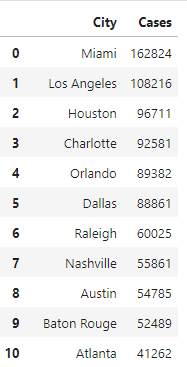 City Cases
0 Miami 162824
1 Los Angeles 108216
2 Houston 96711
3 Charlotte 92581
4 Orlando 89382
5 Dallas 88861
6 Raleigh 60025
7 Nashville 55861
8 Austin 54785
9 Baton Rouge 52489
10 Atlanta 41262